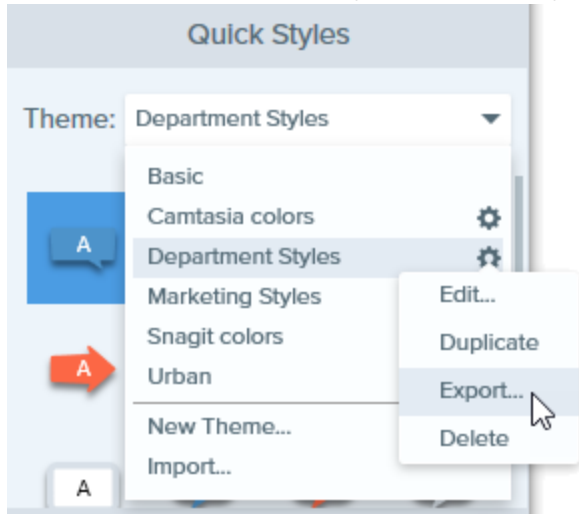 Quick Styles
Theme: Department Styles
Basic
Camtasia colors
A
Department Styles
Marketing Styles
Edit...
Snagit colors
Duplicate
A
Urban
Export...
New Theme...
Delete
Import...
A